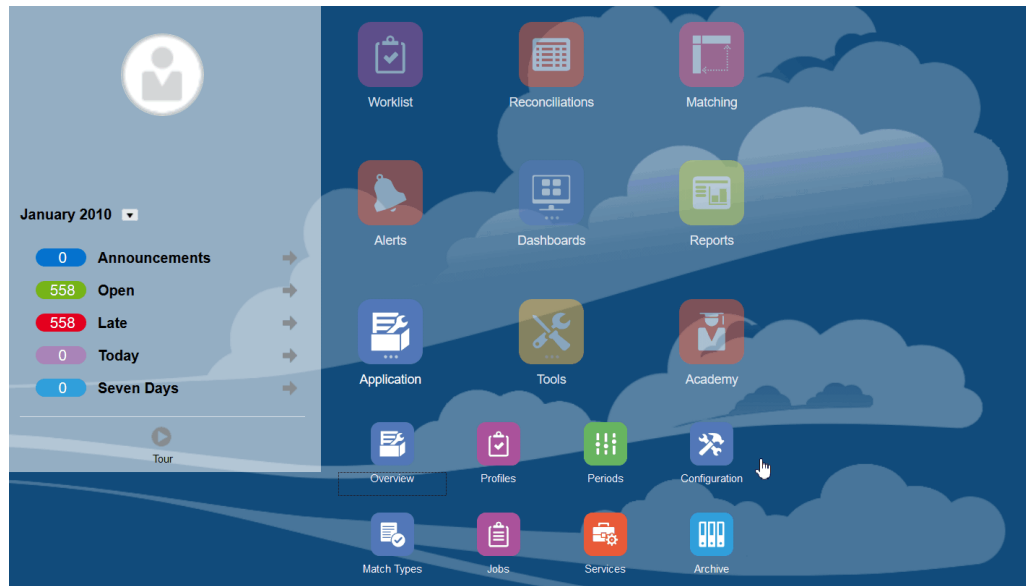 January 2010
0 Announcements
558 Open
558 Late
0 Today
0 Seven Days
Tour
Worklist
Reconciliations
Matching
Alerts
Dashboards
Reports
Application
Tools
Academy
Overview
Profiles
Periods
Configuration
Match Types
Jobs
Services
Archive